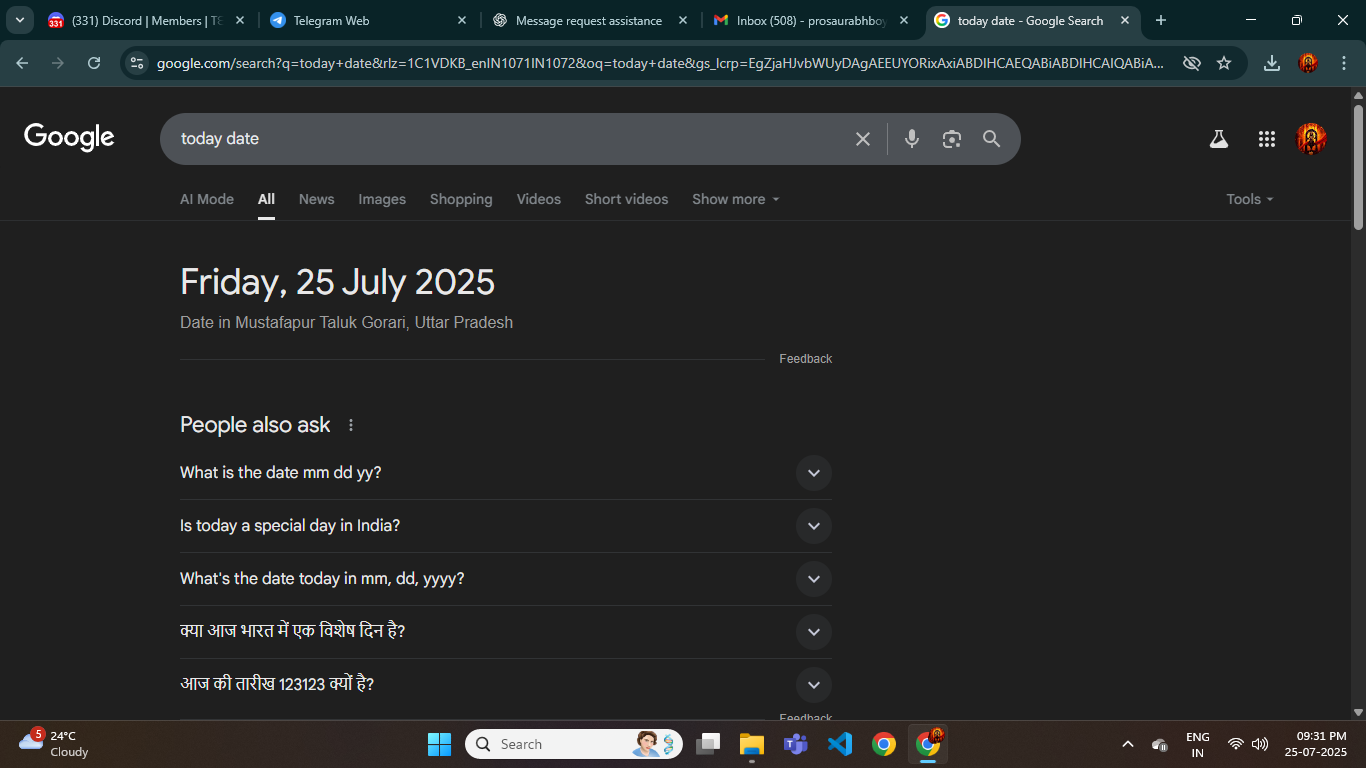 (331) Discord | Members | T
Telegram Web
Message request assistance
Inbox (508) - prosaurabhboy
today date - Google Search
google.com/search?q=today+date&rlz=1C1VDKB_enIN1071IN1072&oq=today+date&gs_lcrp=EgZjaHJvbWUyDAgAEEUYORixAxiABDIHCAEQABiABDIHCAIQABiA...
Google
today date
AI Mode
All
News
Images
Shopping
Videos
Short videos
Show more
Tools
Friday, 25 July 2025
Date in Mustafapur Taluk Gorari, Uttar Pradesh
Feedback
People also ask
What is the date mm dd yy?
Is today a special day in India?
What's the date today in mm, dd, yyyy?
क्या आज भारत में एक विशेष दिन है?
आज की तारीख 123123 क्यों है?
Feedback
5
24°C
Cloudy
Search
ENG
IN
09:31 PM
25-07-2025